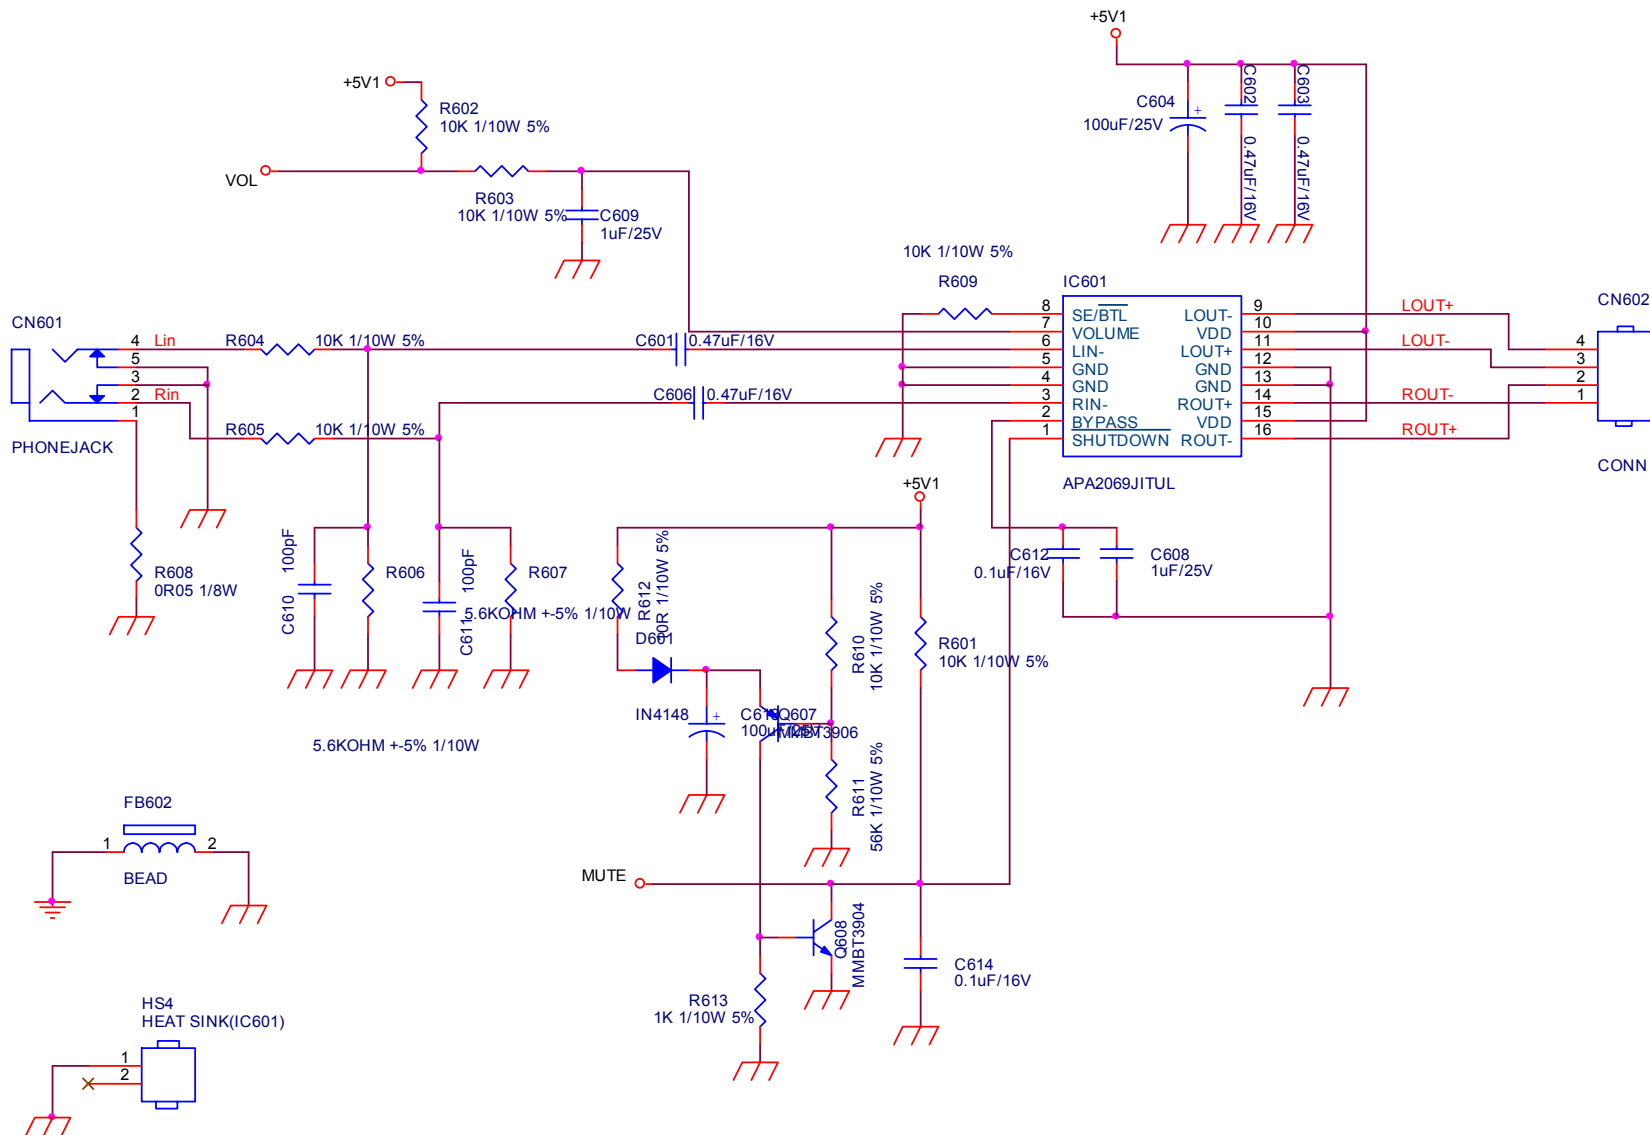 +5V1
+5V1
R602
10K 1/10W 5%
C604
100uF/25V
+
C602
0.47uF/16V
C603
0.47uF/16V
VOL
R603
10K 1/10W 5%
C609
1uF/25V
10K 1/10W 5%
R609
IC601
8 SE/BTL
7 VOLUME
6 LIN-
5 GND
4 GND
3 RIN-
2 BYPASS
1 SHUTDOWN
LOUT- 9
VDD 10
LOUT+ 11
GND 12
GND 13
ROUT+ 14
VDD 15
ROUT- 16
APA2069JITUL
LOUT+
LOUT-
ROUT-
ROUT+
CN602
4
3
2
1
CONN
CN601
4 Lin
5
3
2 Rin
1
PHONEJACK
R604
10K 1/10W 5%
C601
0.47uF/16V
C606
0.47uF/16V
R605
10K 1/10W 5%
R608
0R05 1/8W
C610
100pF
R606
5.6KOHM +-5% 1/10W
C611
100pF
R607
5.6KOHM +-5% 1/10W
R612
1/10W 5%
D601
IN4148
+
Q607
MMBT3906
+5V1
R610
10K 1/10W 5%
R601
10K 1/10W 5%
R611
56K 1/10W 5%
C612
0.1uF/16V
C608
1uF/25V
MUTE
Q608
MMBT3904
C614
0.1uF/16V
R613
1K 1/10W 5%
FB602
1
2
BEAD
HS4
HEAT SINK(IC601)
1
2